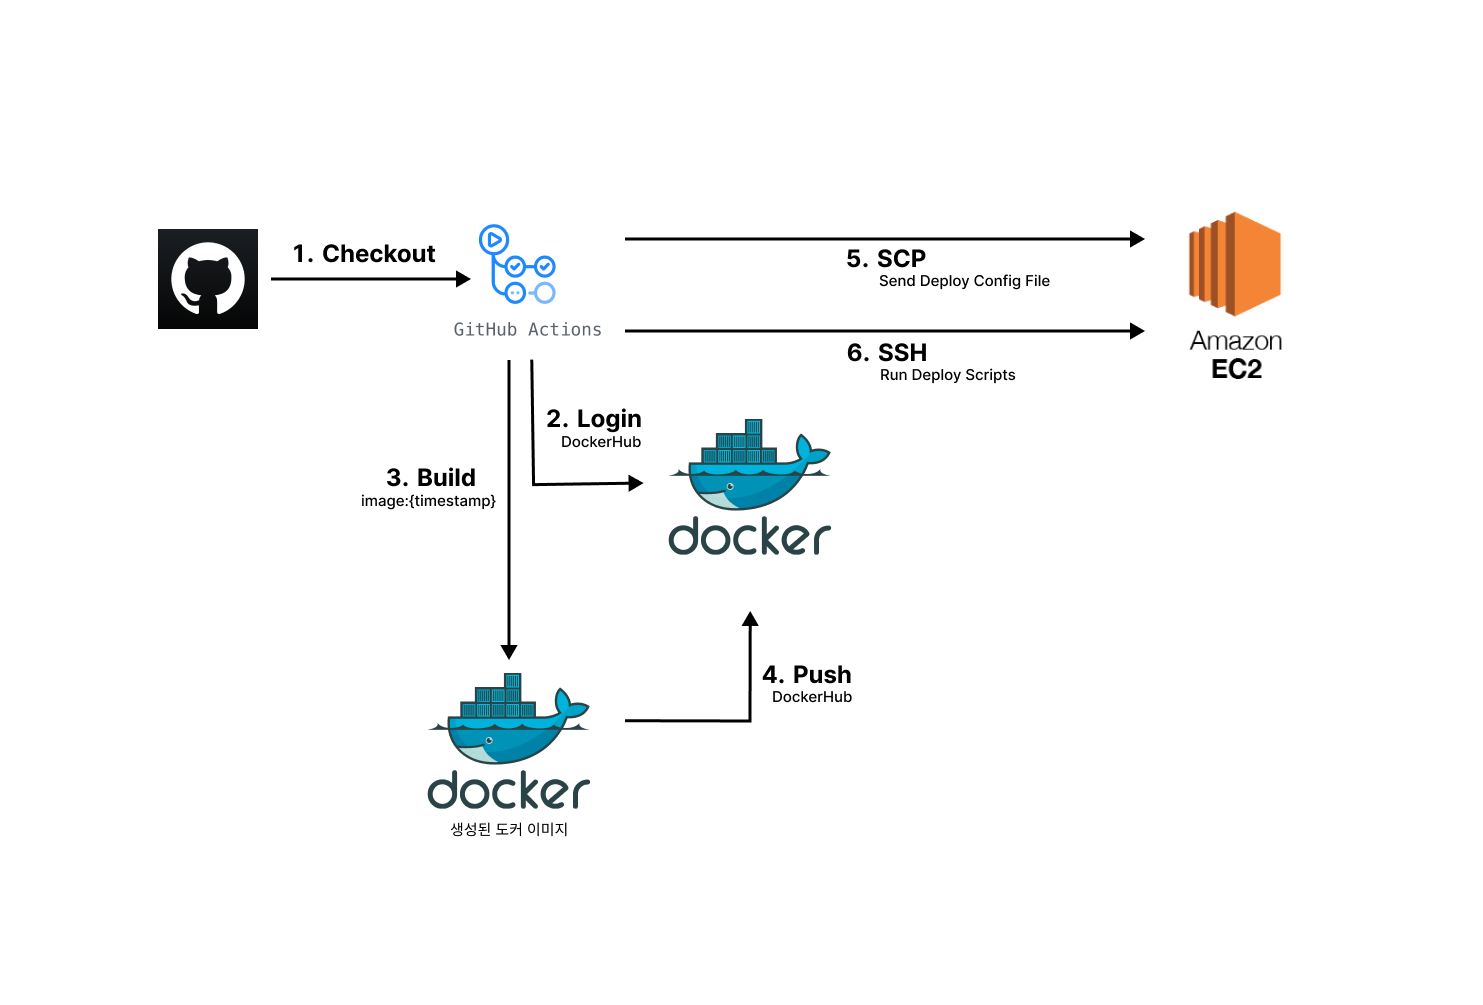 1. Checkout
GitHub Actions
5. SCP
Send Deploy Config File
6. SSH
Run Deploy Scripts
Amazon
EC2
2. Login
DockerHub
3. Build
image:{timestamp}
docker
4. Push
DockerHub
docker
생성된 도커 이미지